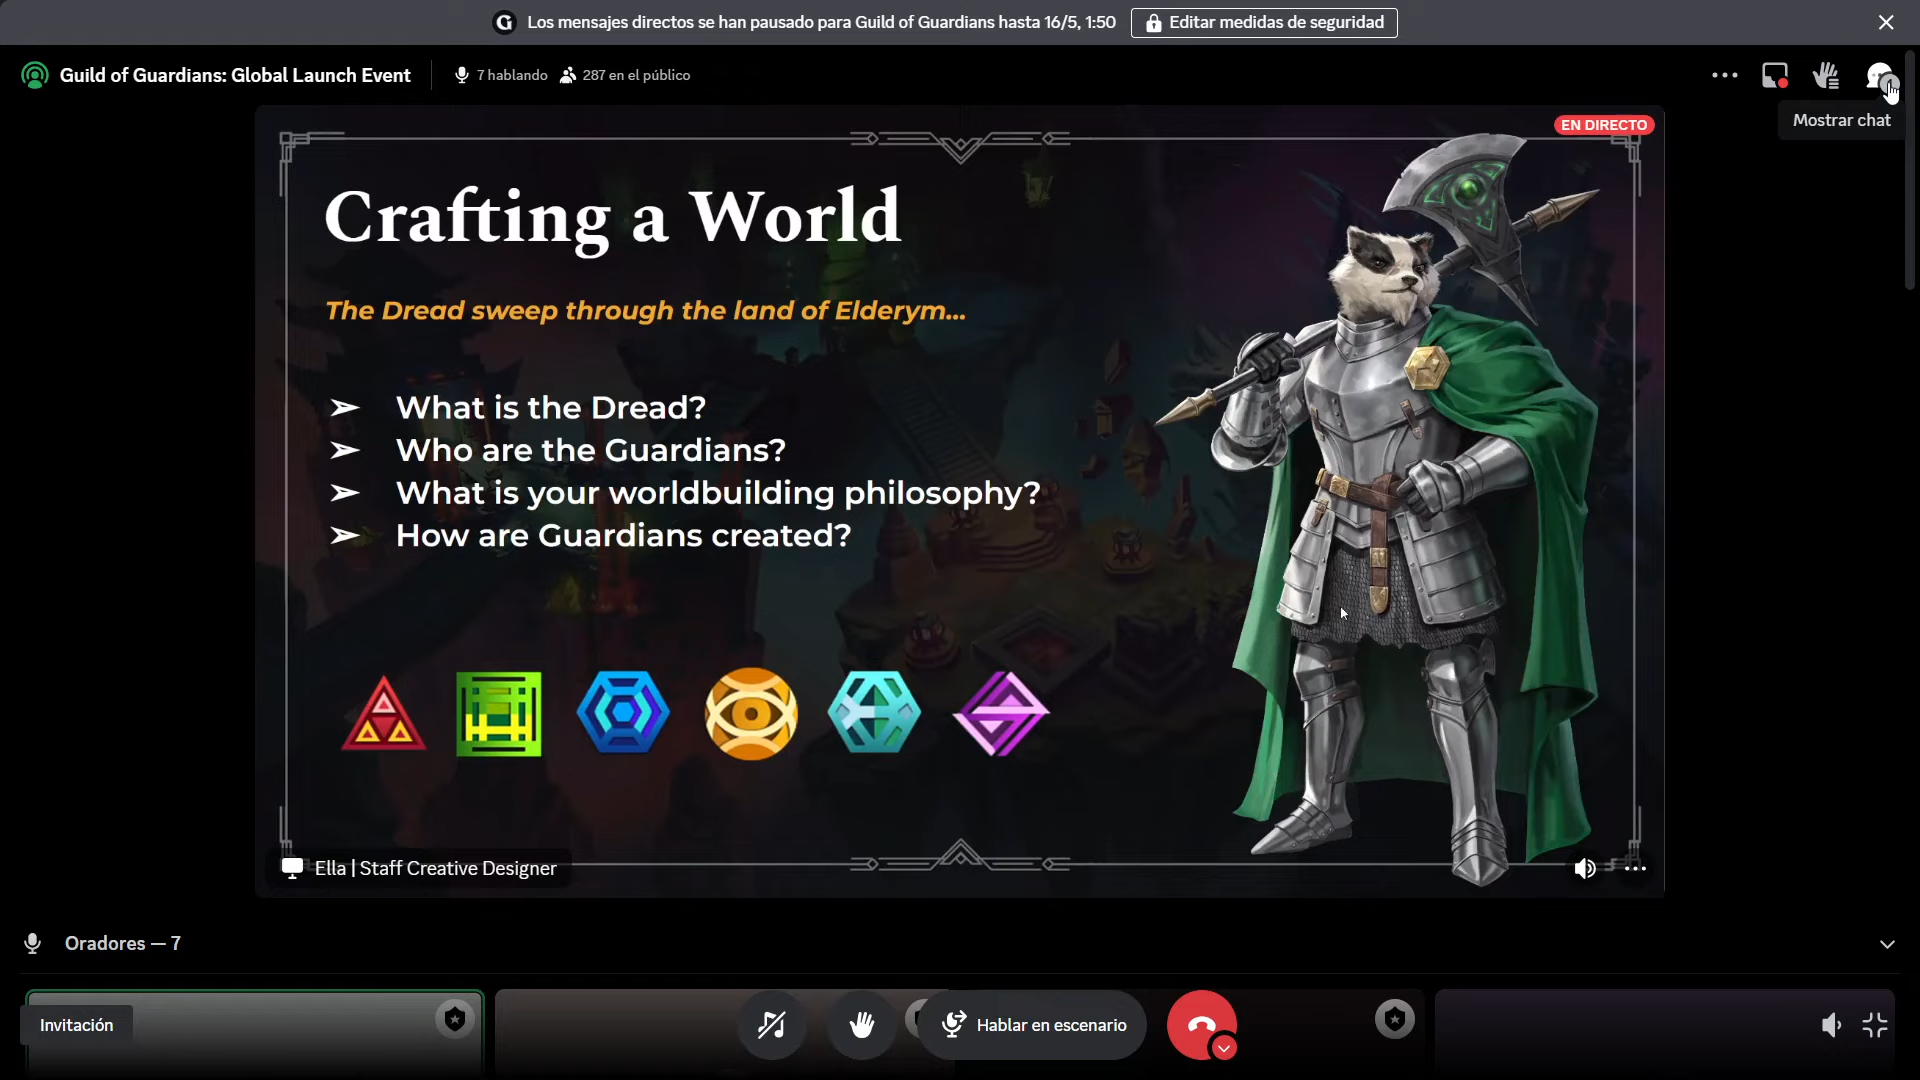 Los mensajes directos se han pausado para Guild of Guardians hasta 16/5, 1:50
Editar medidas de seguridad
Guild of Guardians: Global Launch Event
7 hablando
287 en el público
Mostrar chat
EN DIRECTO
Crafting a World
The Dread sweep through the land of Elderym...
➢ What is the Dread?
➢ Who are the Guardians?
➢ What is your worldbuilding philosophy?
➢ How are Guardians created?
Ella | Staff Creative Designer
Oradores — 7
Invitación
Hablar en escenario